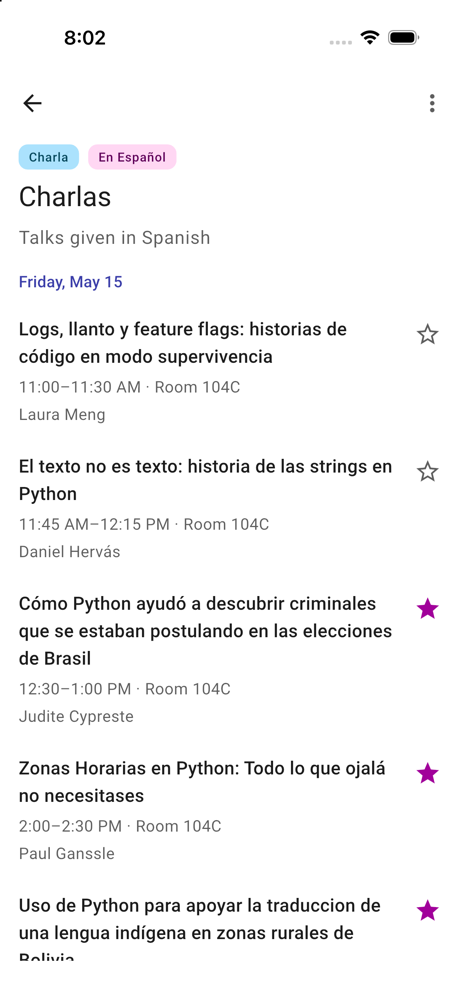 8:02
Charla
En Español
Charlas
Talks given in Spanish
Friday, May 15
Logs, llanto y feature flags: historias de
código en modo supervivencia
11:00–11:30 AM · Room 104C
Laura Meng
El texto no es texto: historia de las strings en
Python
11:45 AM–12:15 PM · Room 104C
Daniel Hervás
Cómo Python ayudó a descubrir criminales
que se estaban postulando en las elecciones
de Brasil
12:30–1:00 PM · Room 104C
Judite Cypreste
Zonas Horarias en Python: Todo lo que ojalá
no necesitases
2:00–2:30 PM · Room 104C
Paul Ganssle
Uso de Python para apoyar la traduccion de
una lengua indígena en zonas rurales de
Bolivia